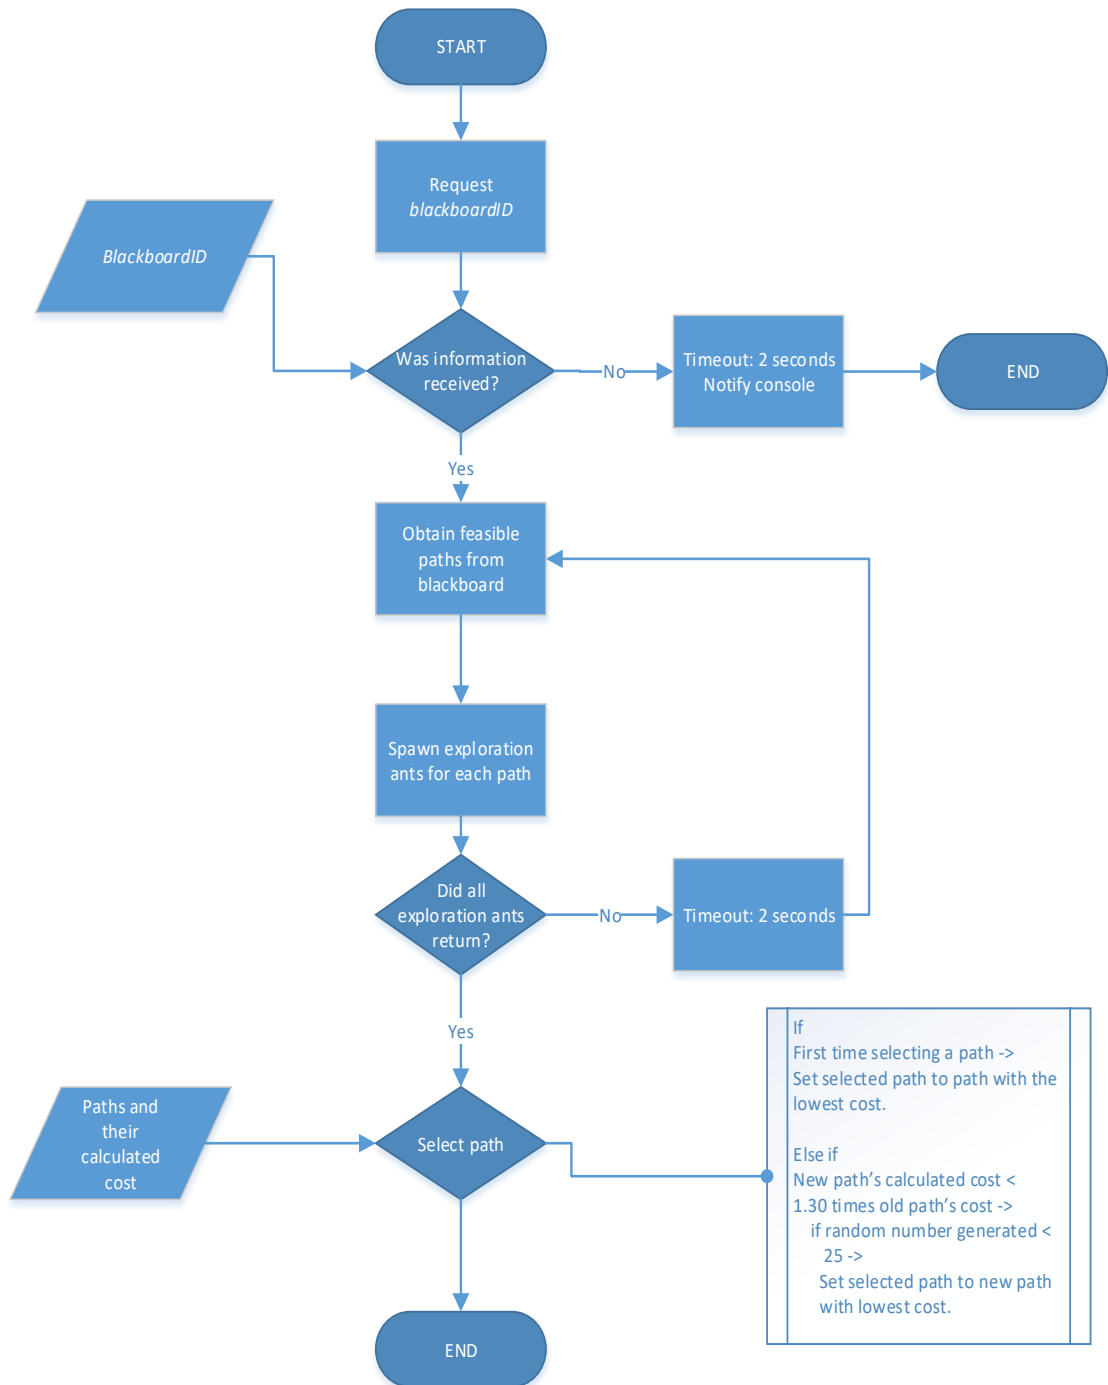 START
Request
blackboardID
BlackboardID
Was information
received?
No
Timeout: 2 seconds
Notify console
END
Yes
Obtain feasible
paths from
blackboard
Spawn exploration
ants for each path
Did all
exploration ants
return?
No
Timeout: 2 seconds
Yes
Paths and
their
calculated
cost
Select path
If
First time selecting a path ->
Set selected path to path with the
lowest cost.
Else if
New path's calculated cost <
1.30 times old path's cost ->
if random number generated <
25 ->
Set selected path to new path
with lowest cost.
END